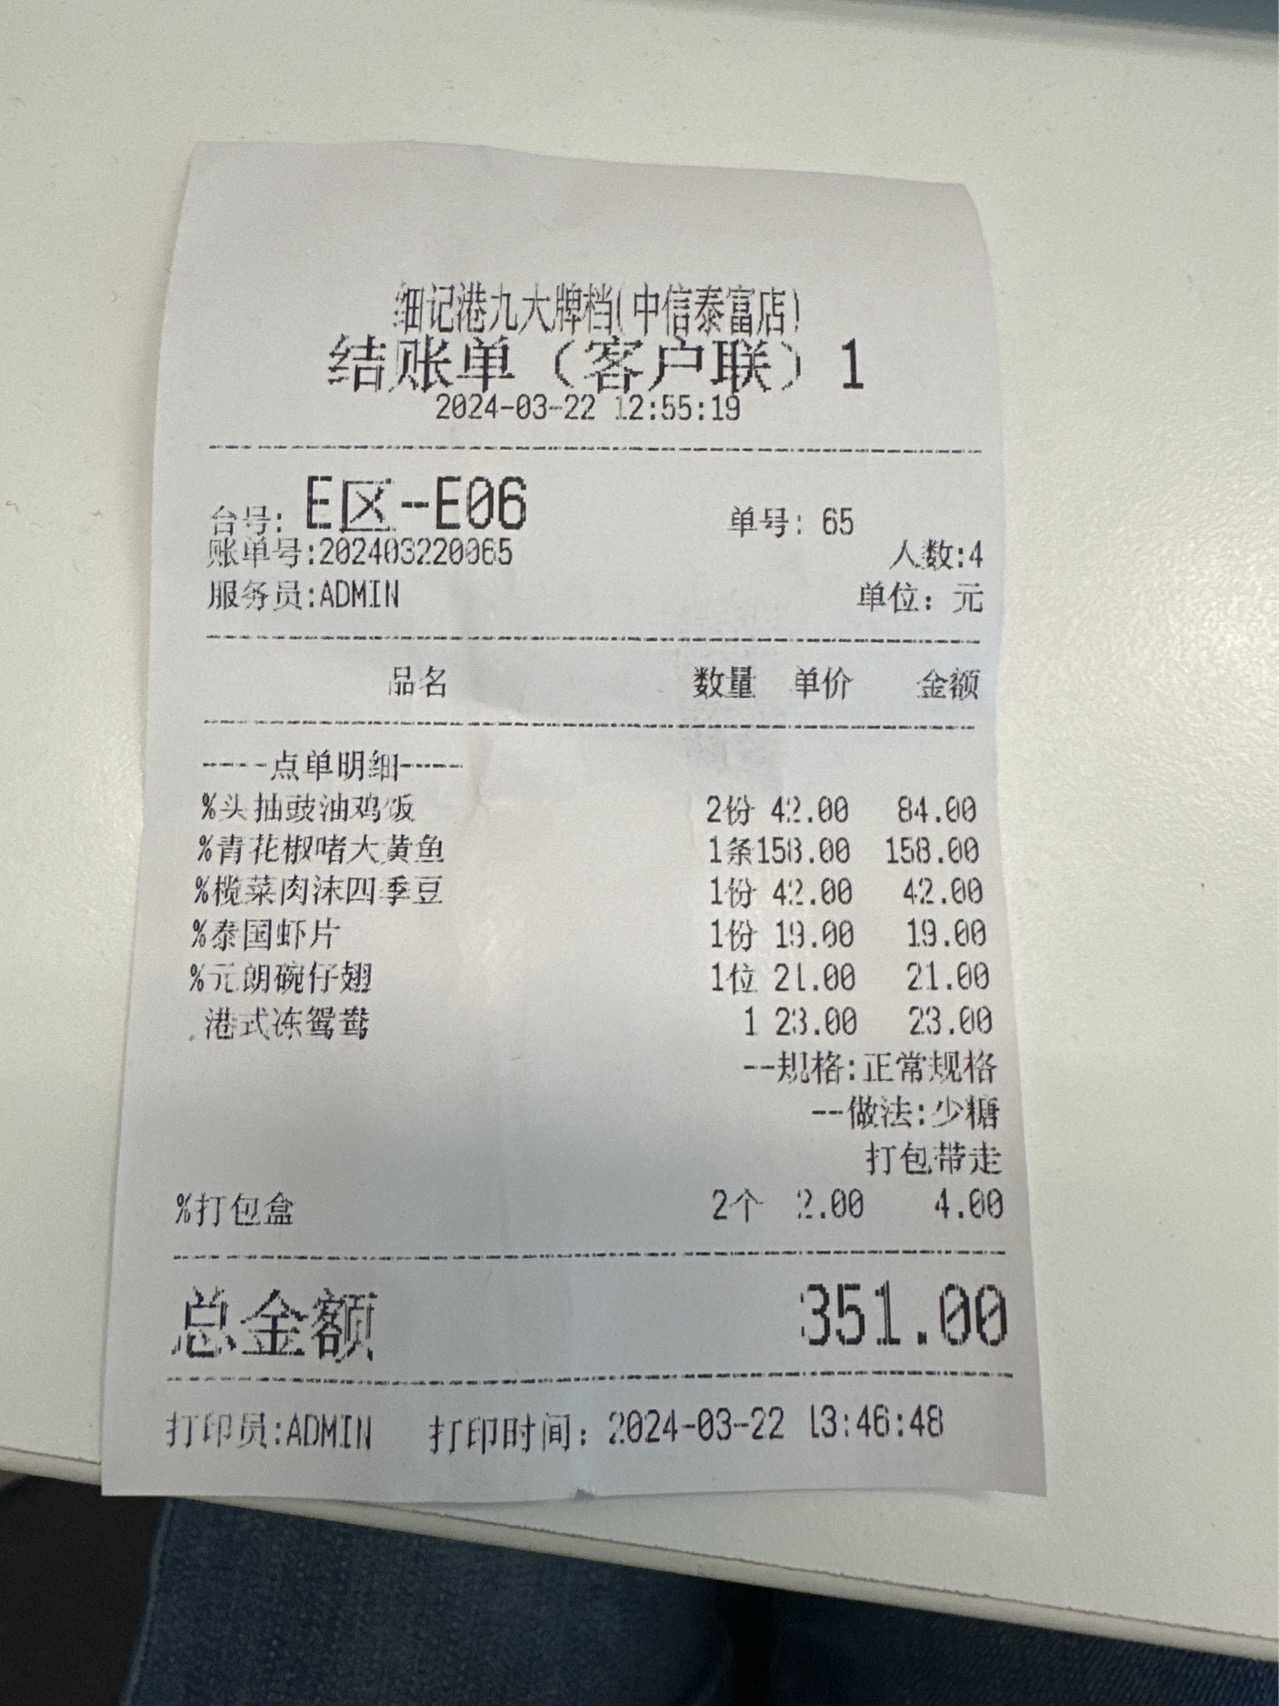 细记港九大牌档(中信泰富店)
结账单（客户联）1
2024-03-22 12:55:19
台号: E区-E06 单号: 65
账单号:202403220065 人数:4
服务员:ADMIN 单位: 元
品名 数量 单价 金额
----点单明细----
%头抽豉油鸡饭 2份 42.00 84.00
%青花椒啫大黄鱼 1条158.00 158.00
%榄菜肉沫四季豆 1份 42.00 42.00
%泰国虾片 1份 19.00 19.00
%元朗碗仔翅 1位 21.00 21.00
港式冻鸳鸯 1 23.00 23.00
--规格:正常规格
--做法:少糖
打包带走
%打包盒 2个 2.00 4.00
总金额 351.00
打印员:ADMIN 打印时间: 2024-03-22 13:46:48